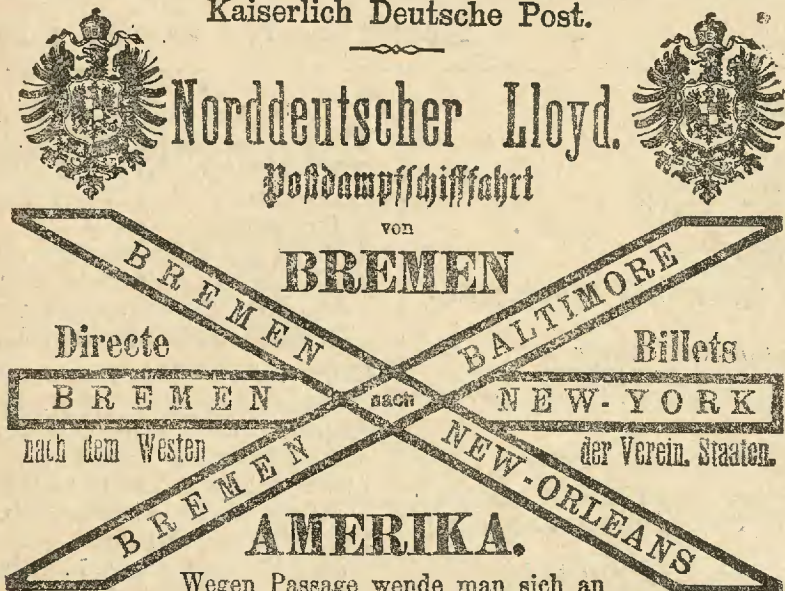 Kaiserlich Deutsche Post.
Norddeutscher Lloyd.
Postdampfschifffahrt
von
BREMEN
BREMEN
BALTIMORE
Directe
Billets
BREMEN
nach
NEW-YORK
nach dem Westen
der Verein. Staaten.
BREMEN
NEW-ORLEANS
AMERIKA.
Wegen Passage wende man sich an